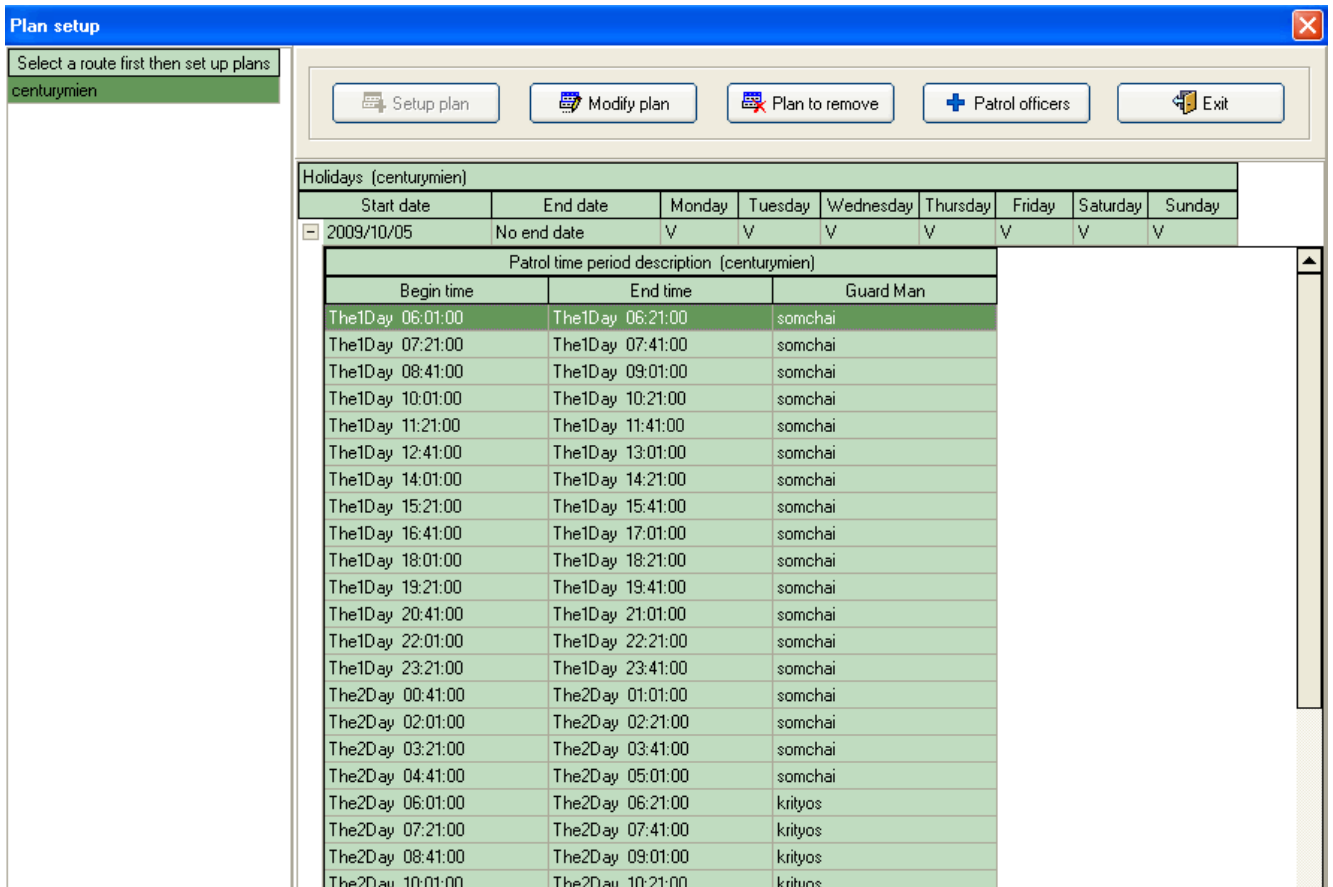 Plan setup
Select a route first then set up plans
centurymien
Setup plan Modify plan Plan to remove Patrol officers Exit
Holidays (centurymien)
Start date End date Monday Tuesday Wednesday Thursday Friday Saturday Sunday
2009/10/05 No end date V V V V V V V
Patrol time period description (centurymien)
Begin time End time Guard Man
The1Day 06:01:00 The1Day 06:21:00 somchai
The1Day 07:21:00 The1Day 07:41:00 somchai
The1Day 08:41:00 The1Day 09:01:00 somchai
The1Day 10:01:00 The1Day 10:21:00 somchai
The1Day 11:21:00 The1Day 11:41:00 somchai
The1Day 12:41:00 The1Day 13:01:00 somchai
The1Day 14:01:00 The1Day 14:21:00 somchai
The1Day 15:21:00 The1Day 15:41:00 somchai
The1Day 16:41:00 The1Day 17:01:00 somchai
The1Day 18:01:00 The1Day 18:21:00 somchai
The1Day 19:21:00 The1Day 19:41:00 somchai
The1Day 20:41:00 The1Day 21:01:00 somchai
The1Day 22:01:00 The1Day 22:21:00 somchai
The1Day 23:21:00 The1Day 23:41:00 somchai
The2Day 00:41:00 The2Day 01:01:00 somchai
The2Day 02:01:00 The2Day 02:21:00 somchai
The2Day 03:21:00 The2Day 03:41:00 somchai
The2Day 04:41:00 The2Day 05:01:00 somchai
The2Day 06:01:00 The2Day 06:21:00 krityos
The2Day 07:21:00 The2Day 07:41:00 krityos
The2Day 08:41:00 The2Day 09:01:00 krityos
The2Day 10:01:00 The2Day 10:21:00 krityos